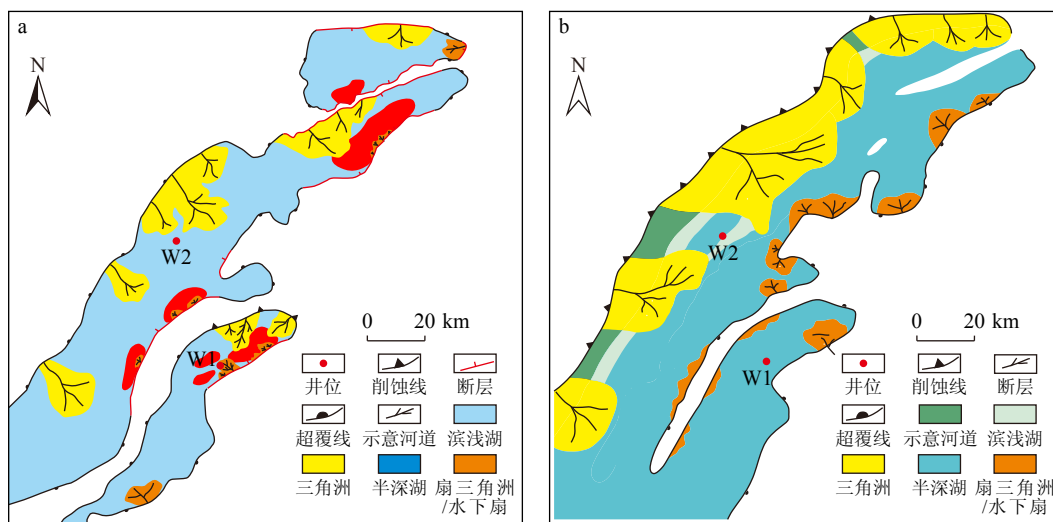 a
N
W2
W1
0 20 km
井位 削蚀线 断层
超覆线 示意河道 滨浅湖
三角洲 半深湖 扇三角洲
/水下扇
b
N
W2
W1
0 20 km
井位 削蚀线 断层
超覆线 示意河道 滨浅湖
三角洲 半深湖 扇三角洲
/水下扇